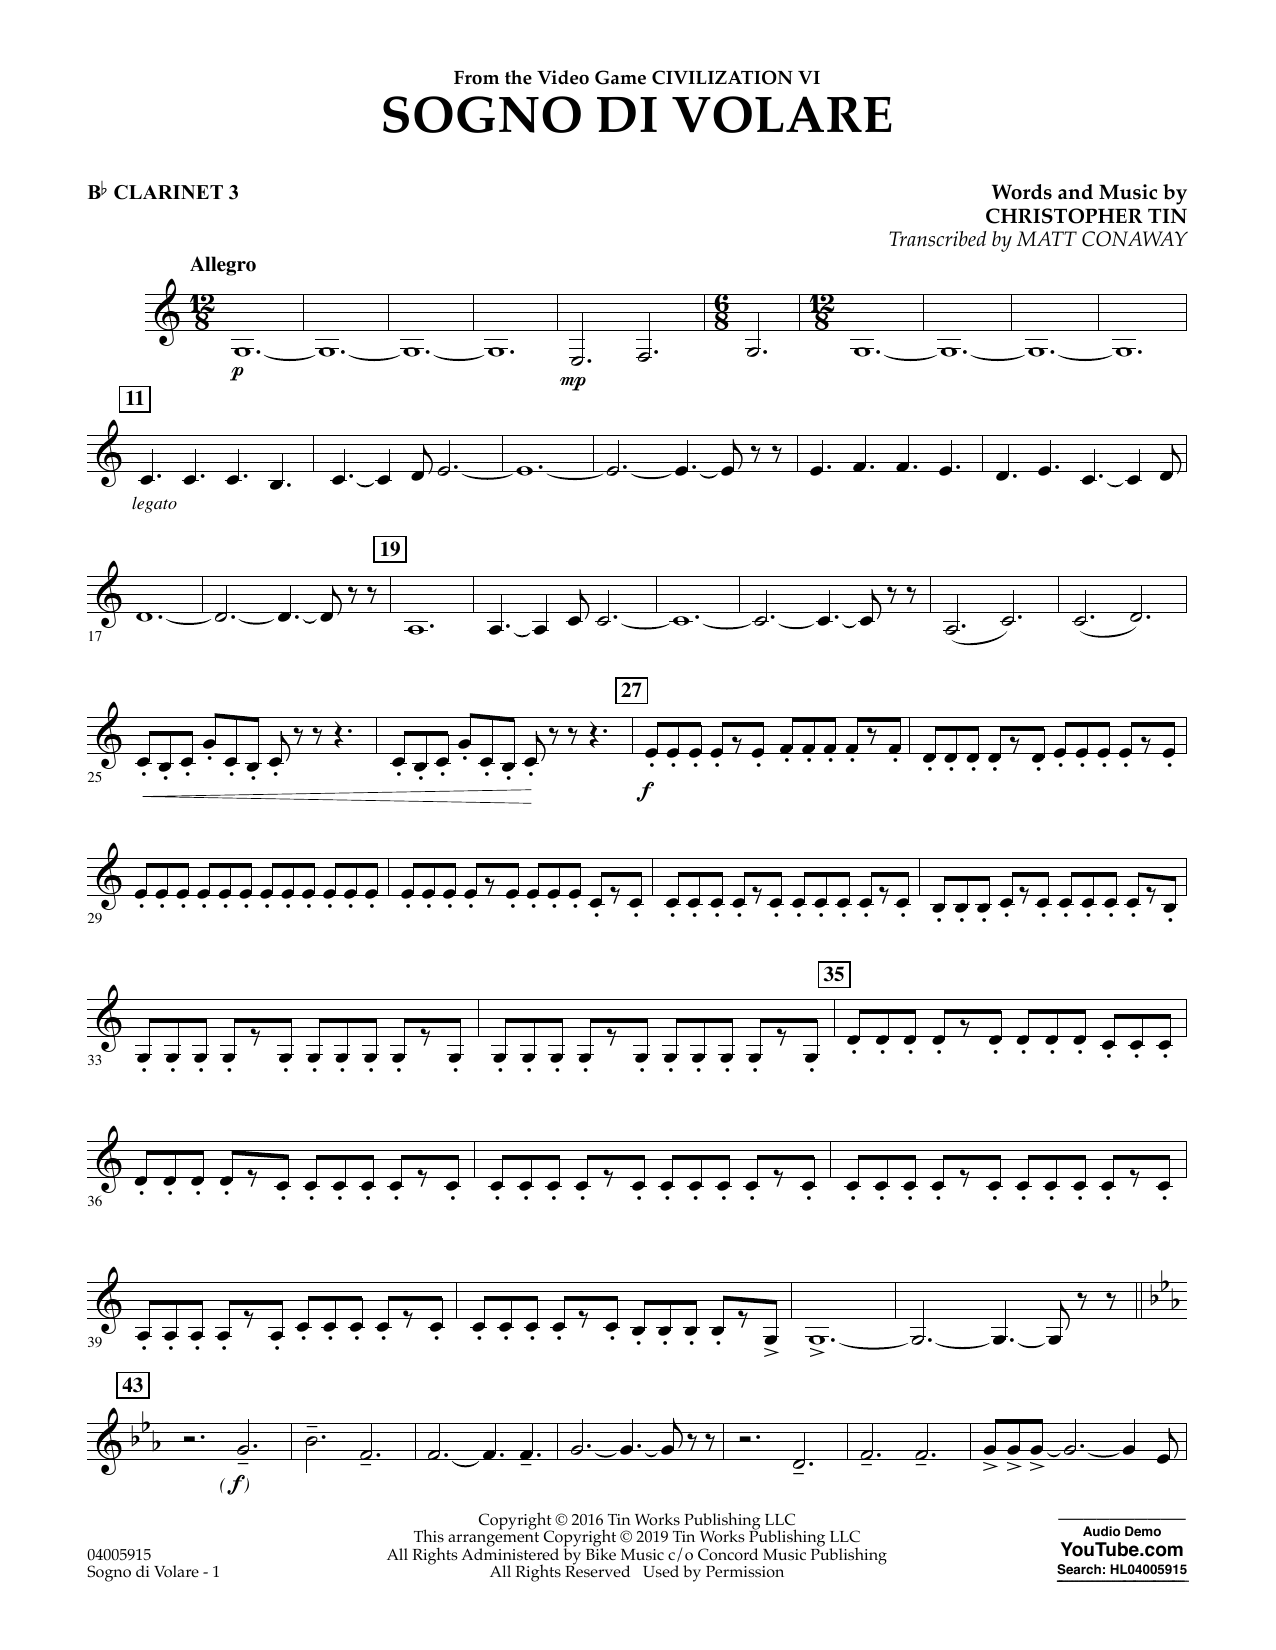 From the Video Game CIVILIZATION VI
SOGNO DI VOLARE
B♭ CLARINET 3
Words and Music by
CHRISTOPHER TIN
Transcribed by MATT CONAWAY
Allegro
12 8 6 8 12 8
p mp
11
legato
19
17
27
25
f
29
35
33
36
39
43
(f)
Copyright © 2016 Tin Works Publishing LLC
This arrangement Copyright © 2019 Tin Works Publishing LLC
All Rights Administered by Bike Music c/o Concord Music Publishing
All Rights Reserved Used by Permission
04005915
Sogno di Volare - 1
Audio Demo
YouTube.com
Search: HL04005915